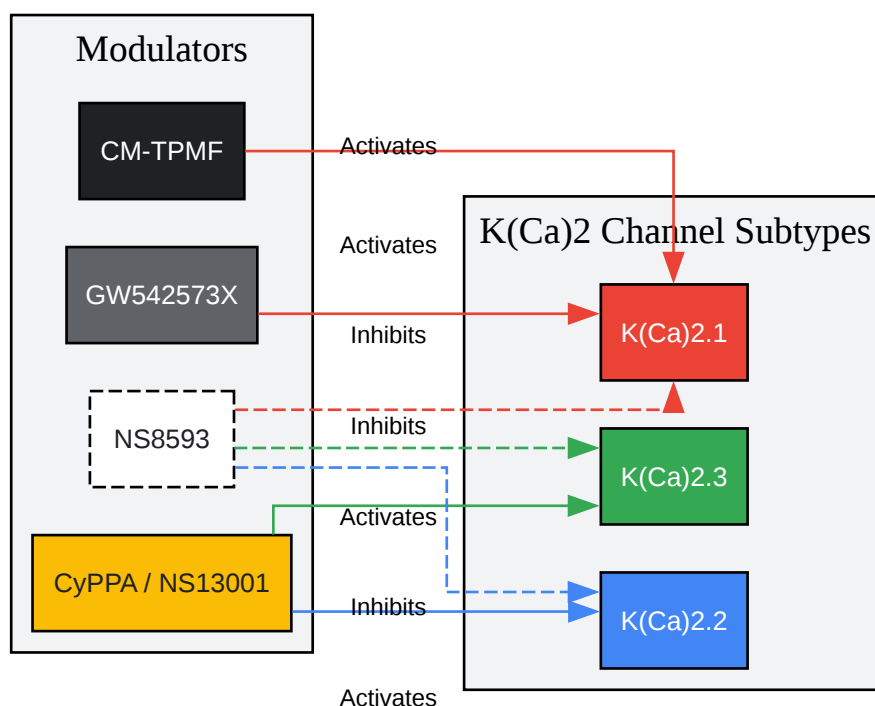 Modulators
CM-TPMF
GW542573X
NS8593
CyPPA / NS13001
Activates
Activates
Inhibits
Inhibits
Activates
Inhibits
Activates
K(Ca)2 Channel Subtypes
K(Ca)2.1
K(Ca)2.3
K(Ca)2.2